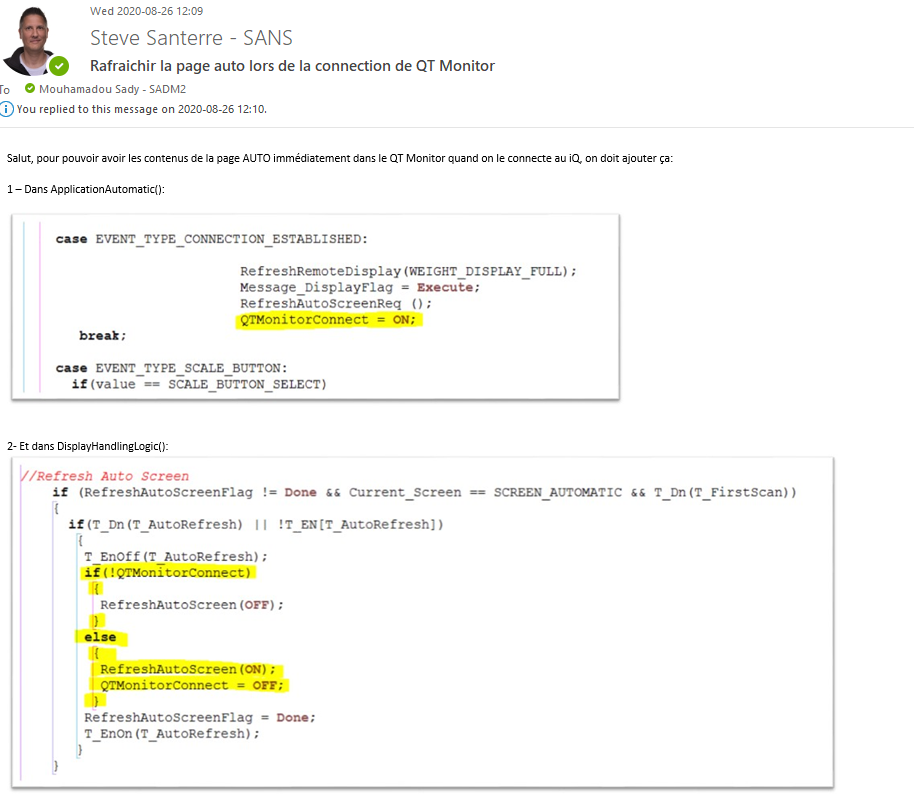 Wed 2020-08-26 12:09
Steve Santerre - SANS
Rafraichir la page auto lors de la connection de QT Monitor
To Mouhamadou Sady - SADM2
You replied to this message on 2020-08-26 12:10.
Salut, pour pouvoir avoir les contenus de la page AUTO immédiatement dans le QT Monitor quand on le connecte au iQ, on doit ajouter ça:
1 – Dans ApplicationAutomatic():
case EVENT_TYPE_CONNECTION_ESTABLISHED:
RefreshRemoteDisplay(WEIGHT_DISPLAY_FULL);
Message_DisplayFlag = Execute;
RefreshAutoScreenReq ();
QTMonitorConnect = ON;
break;
case EVENT_TYPE_SCALE_BUTTON:
if(value == SCALE_BUTTON_SELECT)
2- Et dans DisplayHandlingLogic():
//Refresh Auto Screen
if (RefreshAutoScreenFlag != Done && Current_Screen == SCREEN_AUTOMATIC && T_Dn(T_FirstScan))
{
if(T_Dn(T_AutoRefresh) || !T_EN[T_AutoRefresh])
{
T_EnOff(T_AutoRefresh);
if(!QTMonitorConnect)
{
RefreshAutoScreen(OFF);
}
else
{
RefreshAutoScreen(ON);
QTMonitorConnect = OFF;
}
RefreshAutoScreenFlag = Done;
T_EnOn(T_AutoRefresh);
}
}